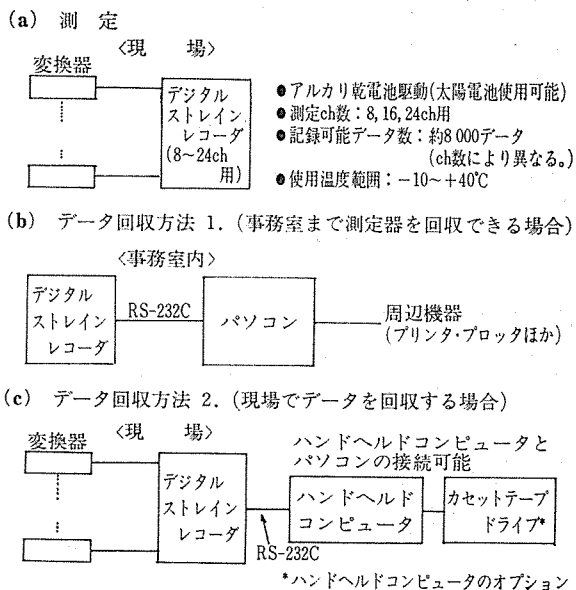 (a) 測 定
〈現 場〉
変換器
デジタル
ストレイン
レコーダ
(8~24ch
用)
●アルカリ乾電池駆動(太陽電池使用可能)
●測定ch数：8,16,24ch用
●記録可能データ数：約8 000データ
(ch数により異なる。)
●使用温度範囲：-10~+40℃
(b) データ回収方法 1. (事務室まで測定器を回収できる場合)
〈事務室内〉
デジタル
ストレイン
レコーダ
RS-232C
パソコン
周辺機器
(プリンタ・プロッタほか)
(c) データ回収方法 2. (現場でデータを回収する場合)
変換器
〈現 場〉
デジタル
ストレイン
レコーダ
RS-232C
ハンドヘルドコンピュータと
パソコンの接続可能
ハンドヘルド
コンピュータ
カセットテープ
ドライブ*
*ハンドヘルドコンピュータのオプション